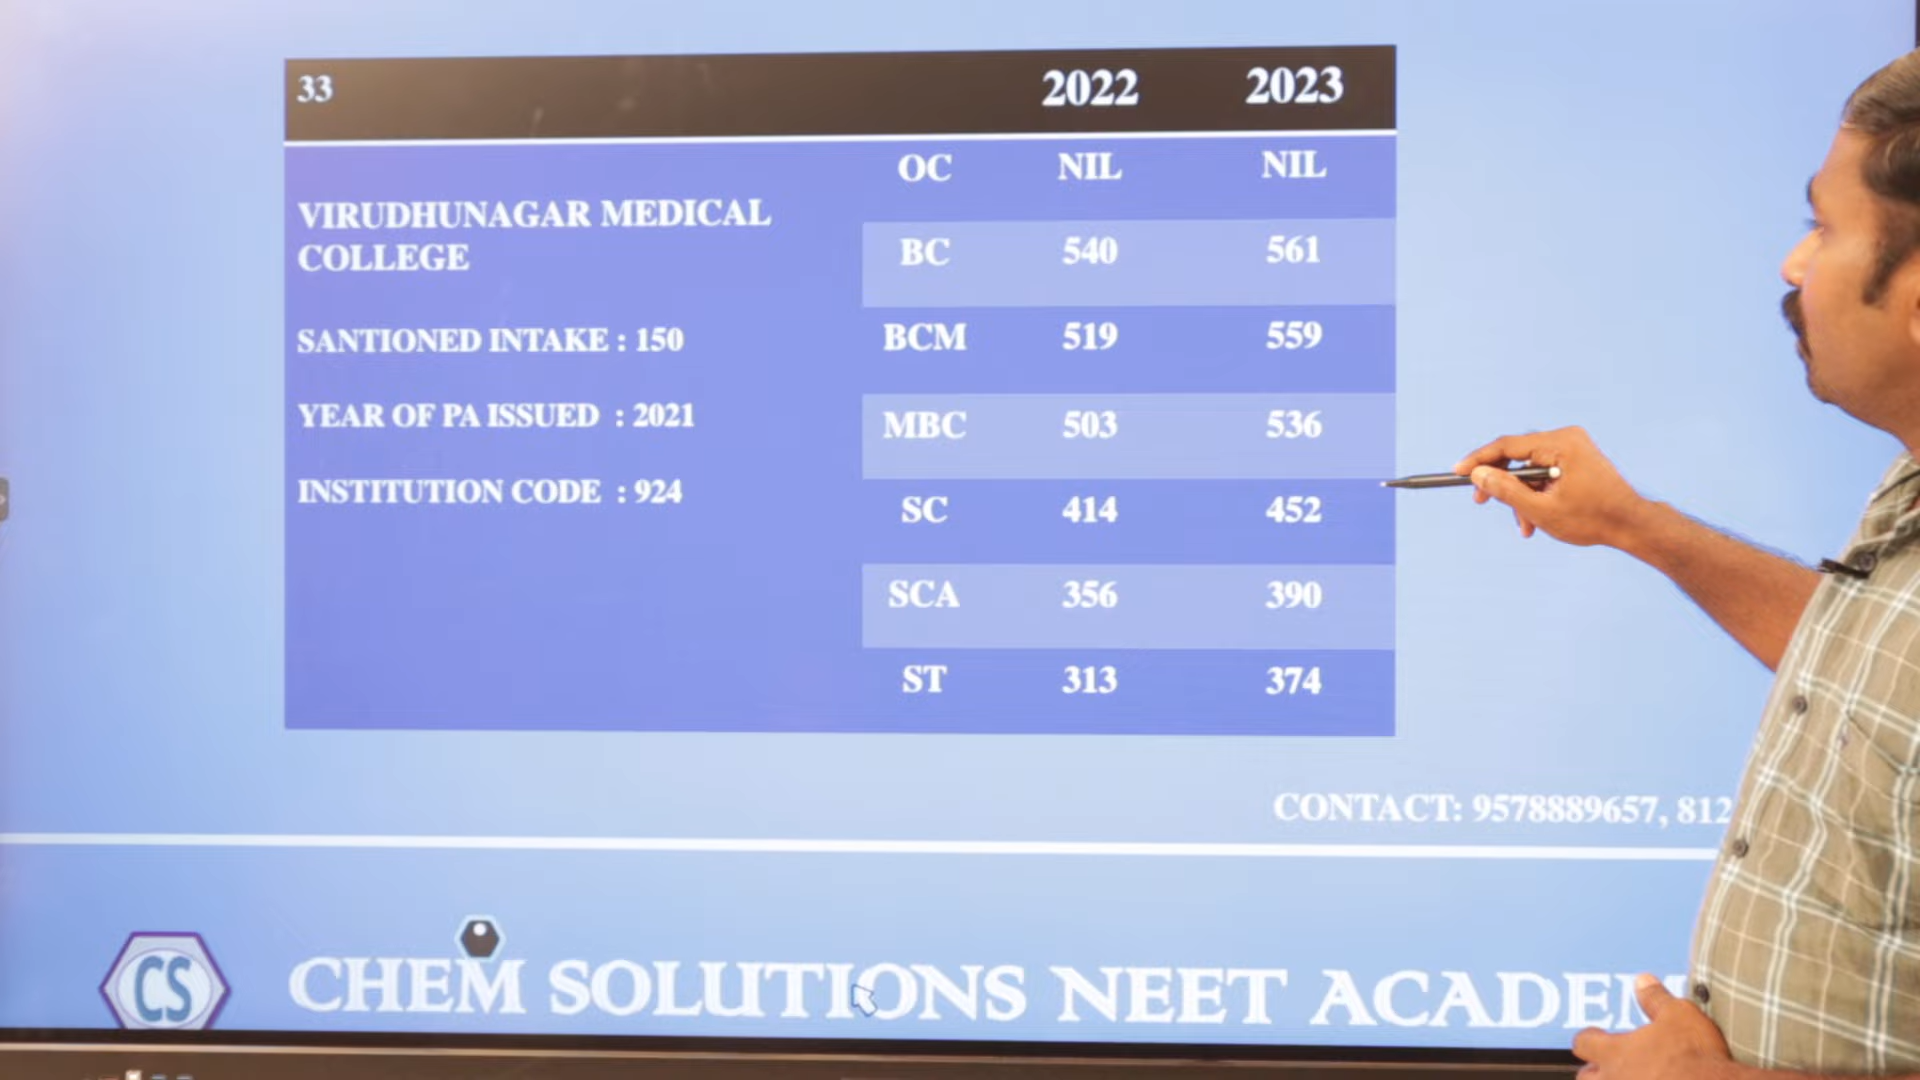 33 2022 2023
OC NIL NIL
VIRUDHUNAGAR MEDICAL
COLLEGE
BC 540 561
SANTIONED INTAKE : 150
BCM 519 559
YEAR OF PA ISSUED : 2021
MBC 503 536
INSTITUTION CODE : 924
SC 414 452
SCA 356 390
ST 313 374
CONTACT: 9578889657, 812
CS
CHEM SOLUTIONS NEET ACADEM